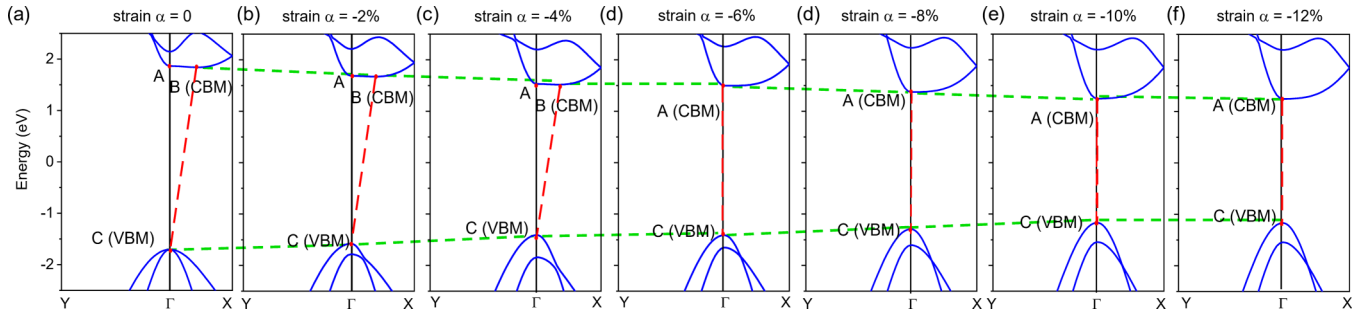 (a) strain α = 0 (b) strain α = -2% (c) strain α = -4% (d) strain α = -6% (d) strain α = -8% (e) strain α = -10% (f) strain α = -12%
Energy (eV)
2
1
0
-1
-2
A
B (CBM)
C (VBM)
Y Γ X
A
B (CBM)
C (VBM)
Y Γ X
A
B (CBM)
C (VBM)
Y Γ X
A (CBM)
C (VBM)
Y Γ X
A (CBM)
C (VBM)
Y Γ X
A (CBM)
C (VBM)
Y Γ X
A (CBM)
C (VBM)
Y Γ X